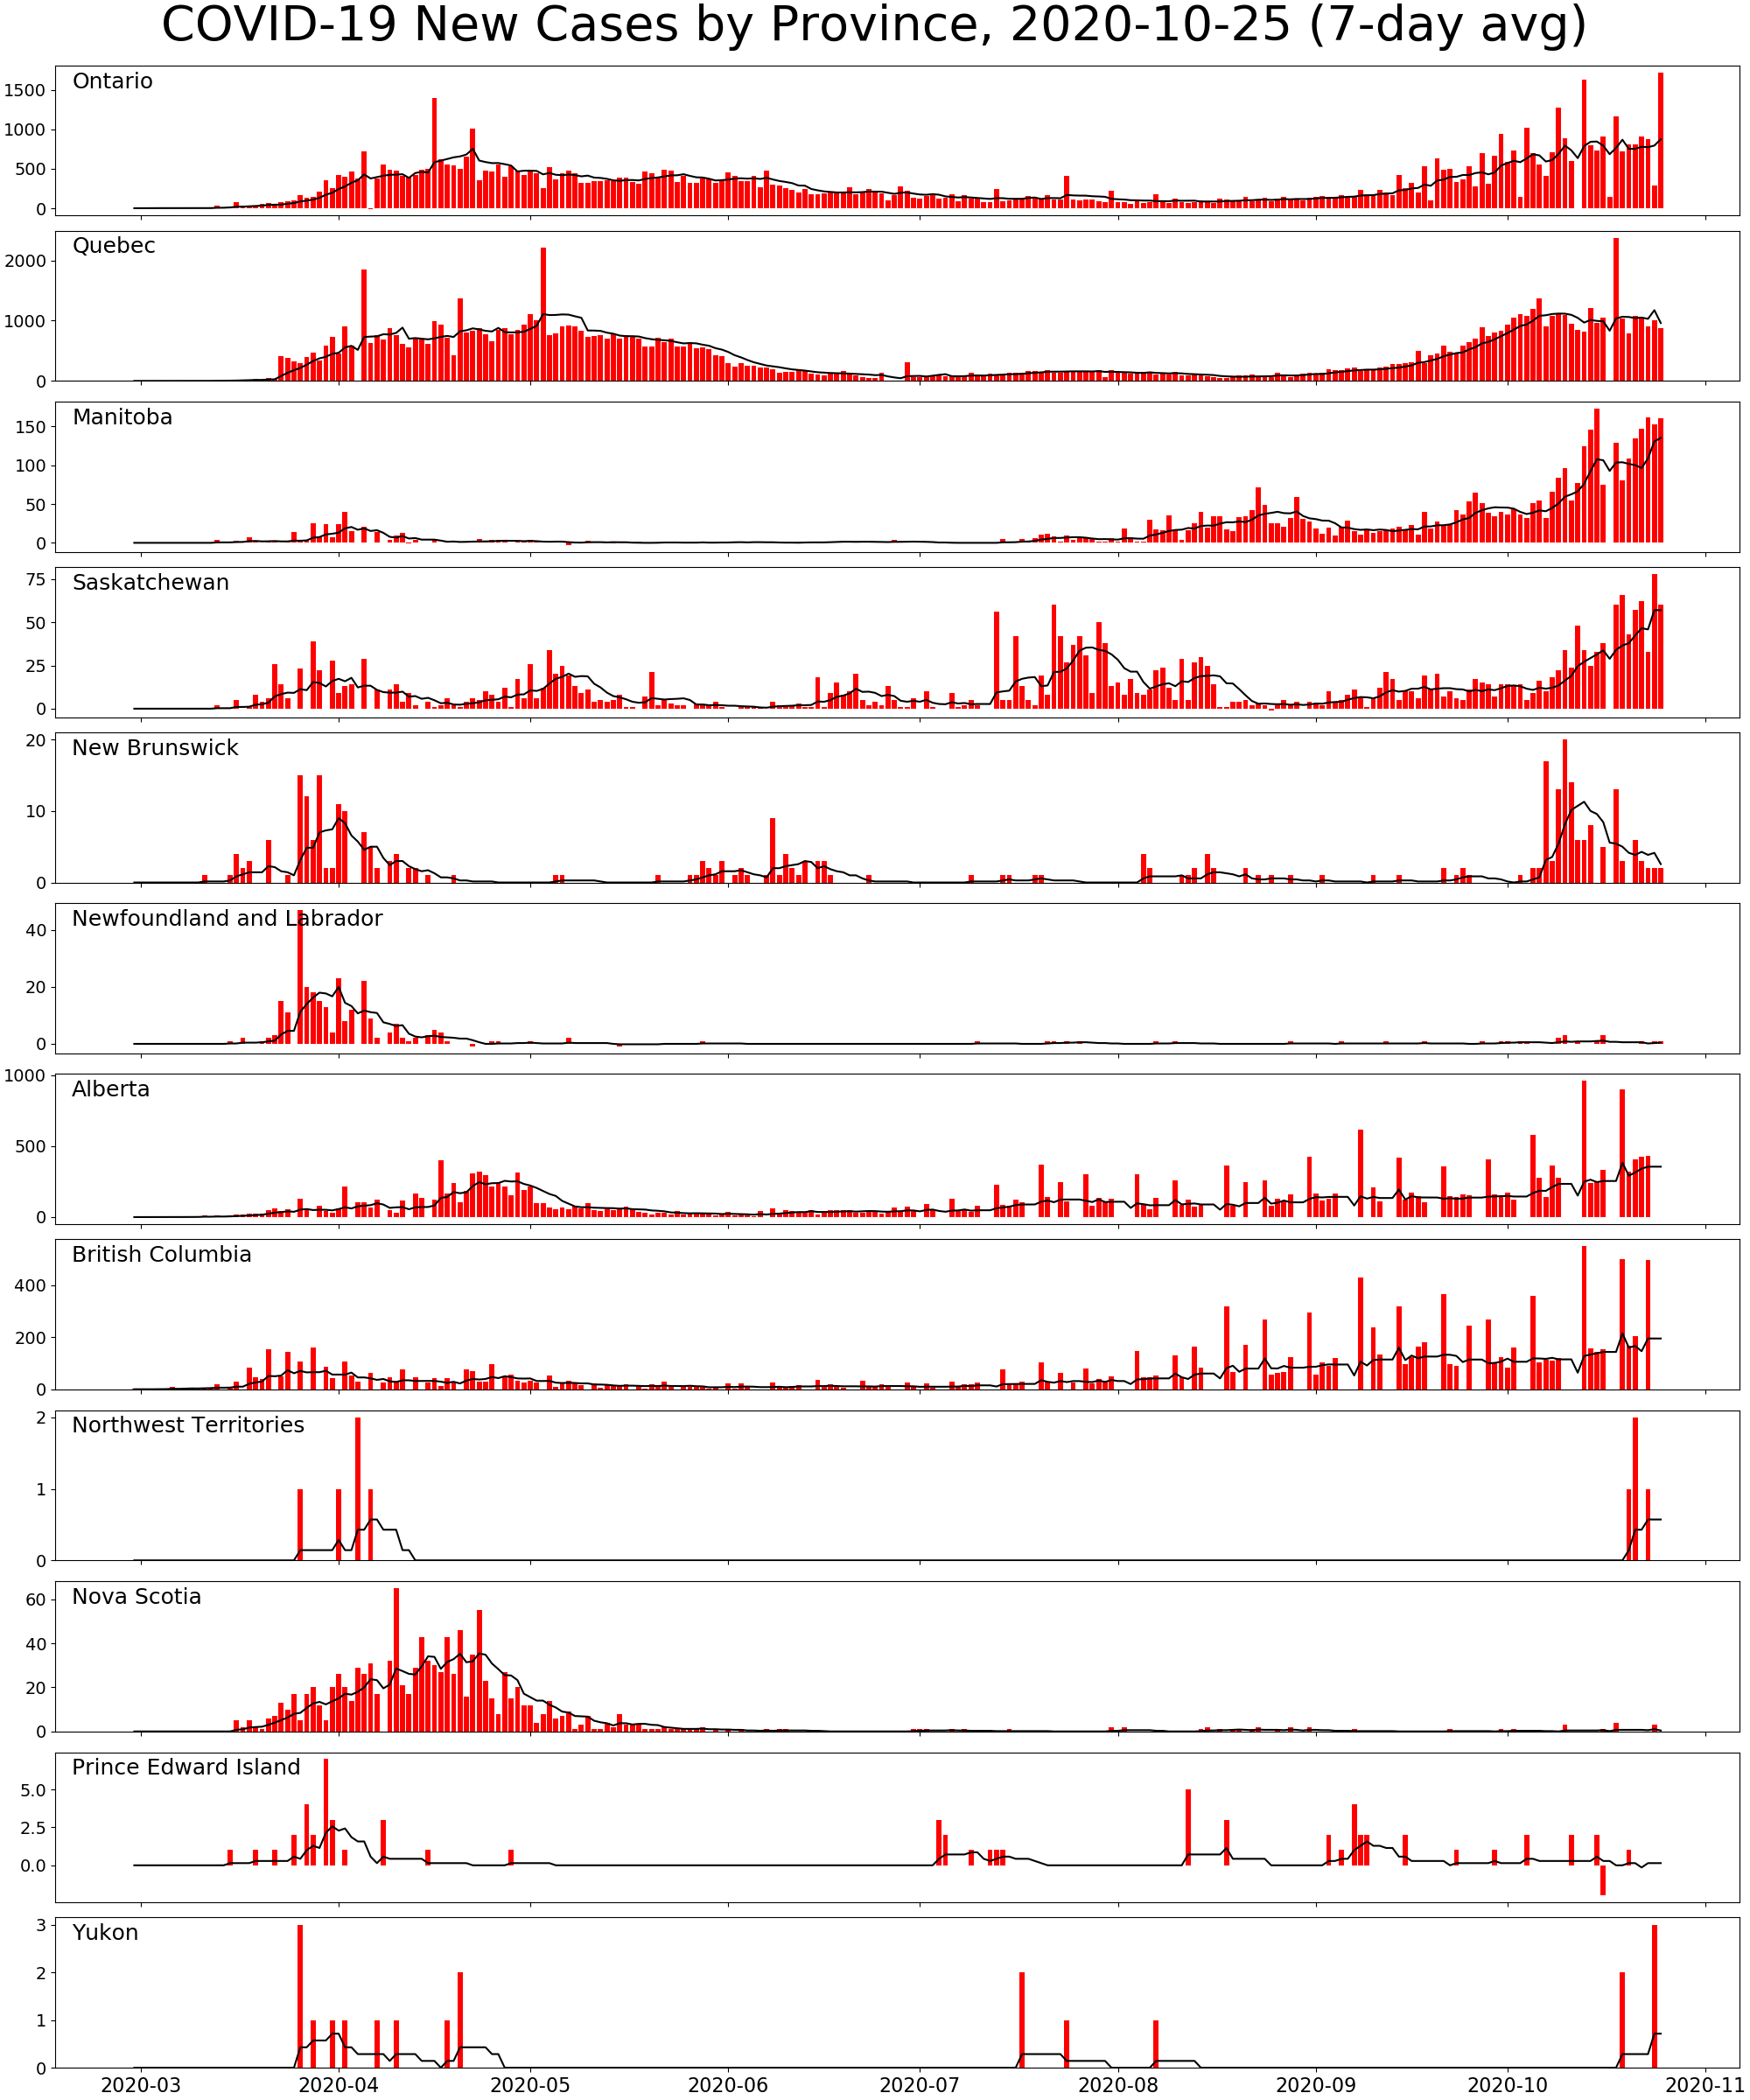 COVID-19 New Cases by Province, 2020-10-25 (7-day avg)
Ontario
1500
1000
500
0
Quebec
2000
1000
0
Manitoba
150
100
50
0
Saskatchewan
75
50
25
0
New Brunswick
20
10
0
Newfoundland and Labrador
40
20
0
Alberta
1000
500
0
British Columbia
400
200
0
Northwest Territories
2
1
0
Nova Scotia
60
40
20
0
Prince Edward Island
5.0
2.5
0.0
Yukon
3
2
1
0
2020-03 2020-04 2020-05 2020-06 2020-07 2020-08 2020-09 2020-10 2020-11